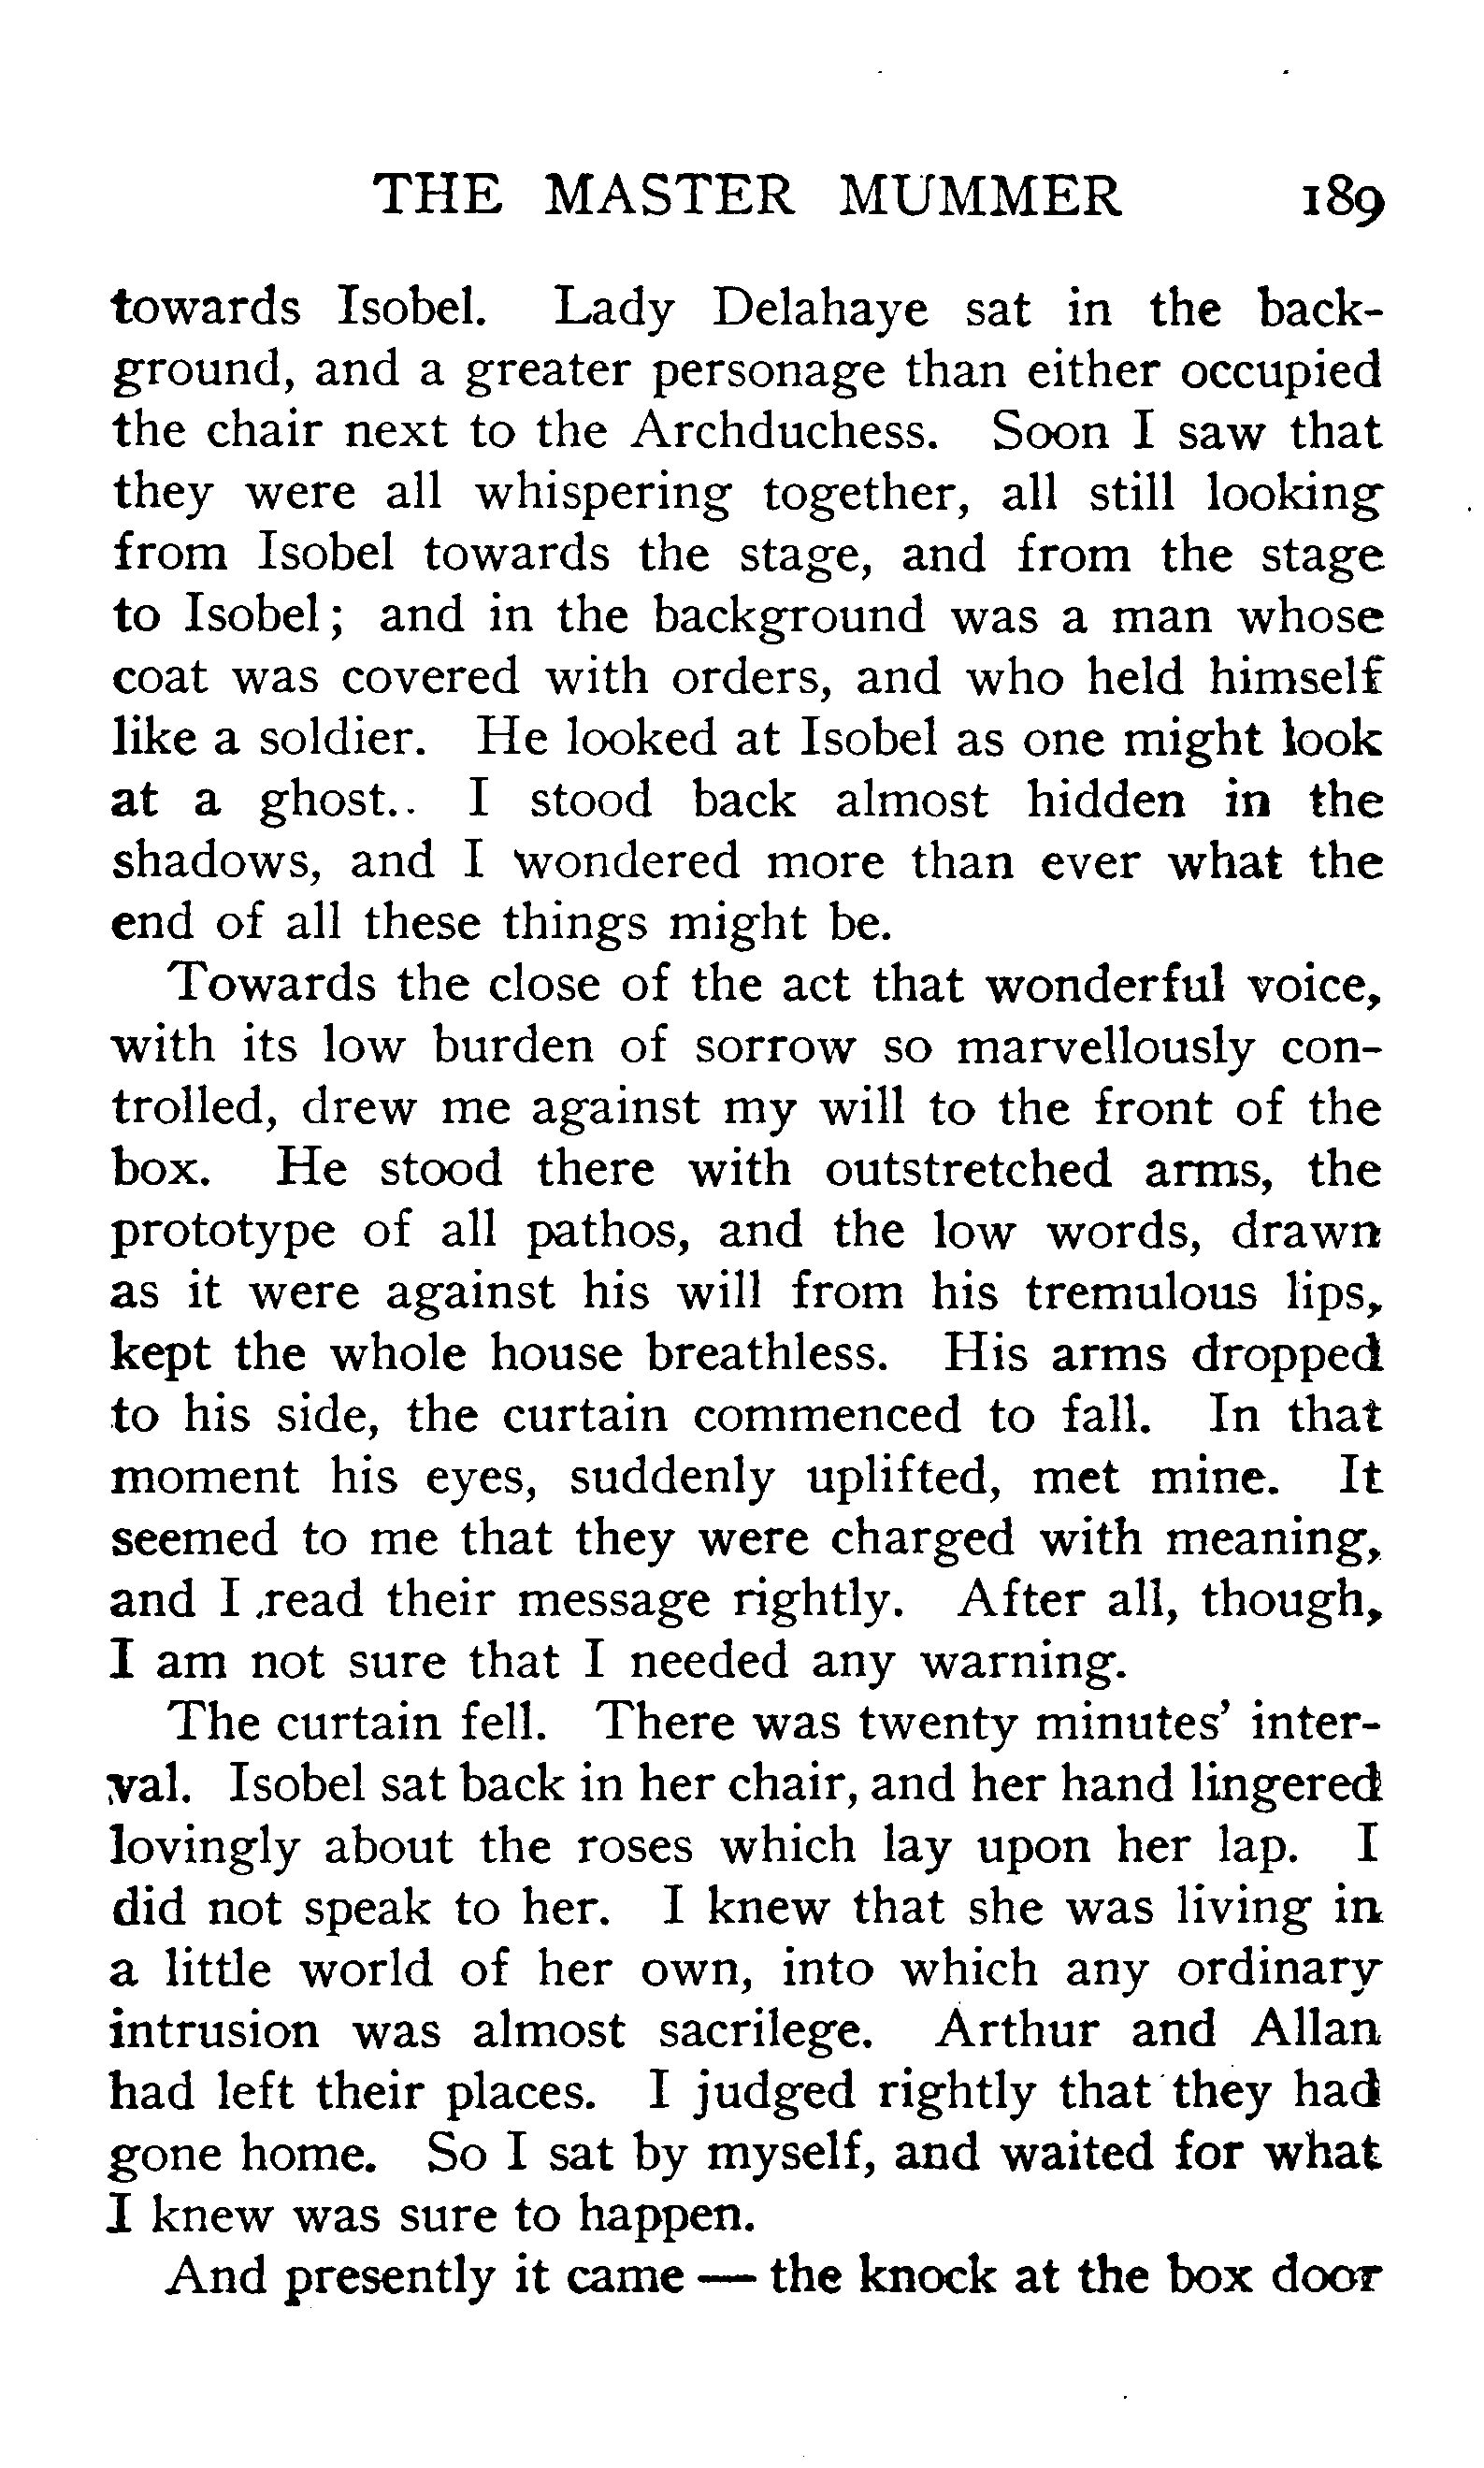 THE MASTER MUMMER 189
towards Isobel. Lady Delahaye sat in the back-
ground, and a greater personage than either occupied
the chair next to the Archduchess. Soon I saw that
they were all whispering together, all still looking
from Isobel towards the stage, and from the stage
to Isobel; and in the background was a man whose
coat was covered with orders, and who held himself
like a soldier. He looked at Isobel as one might look
at a ghost.. I stood back almost hidden in the
shadows, and I wondered more than ever what the
end of all these things might be.
Towards the close of the act that wonderful voice,
with its low burden of sorrow so marvellously con-
trolled, drew me against my will to the front of the
box. He stood there with outstretched arms, the
prototype of all pathos, and the low words, drawn
as it were against his will from his tremulous lips,
kept the whole house breathless. His arms dropped
to his side, the curtain commenced to fall. In that
moment his eyes, suddenly uplifted, met mine. It
seemed to me that they were charged with meaning,
and I read their message rightly. After all, though,
I am not sure that I needed any warning.
The curtain fell. There was twenty minutes' inter-
val. Isobel sat back in her chair, and her hand lingered
lovingly about the roses which lay upon her lap. I
did not speak to her. I knew that she was living in
a little world of her own, into which any ordinary
intrusion was almost sacrilege. Arthur and Allan
had left their places. I judged rightly that they had
gone home. So I sat by myself, and waited for what
I knew was sure to happen.
And presently it came — the knock at the box door